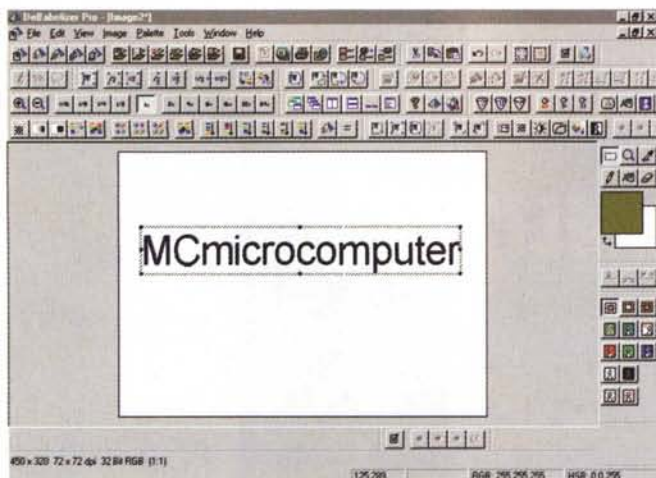 DeBabelizer Pro - [Image2*]
File Edit View Image Palette Tools Window Help
MCmicrocomputer
450 x 320 72 x 72 dpi 32 Bit RGB (1:1)
125,289 RGB: 255 255 255 HSB: 0 0 255